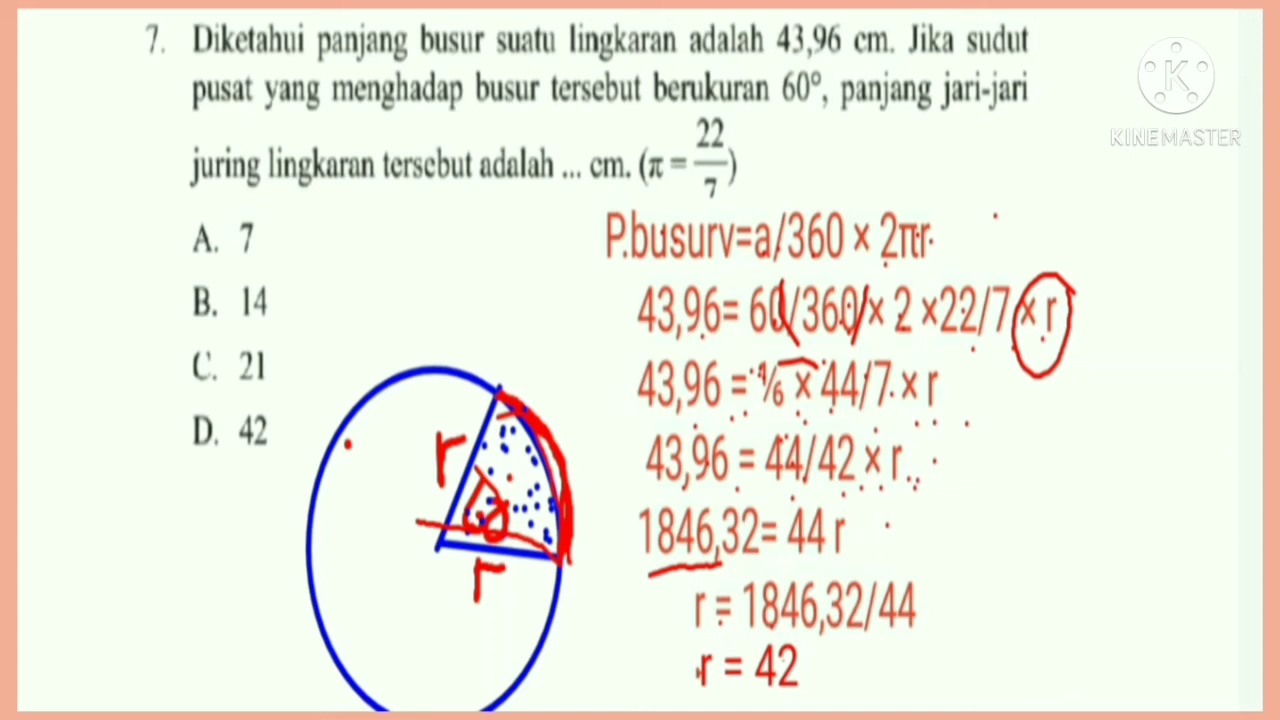 7. Diketahui panjang busur suatu lingkaran adalah 43,96 cm. Jika sudut
pusat yang menghadap busur tersebut berukuran 60°, panjang jari-jari
juring lingkaran tersebut adalah ... cm. (π = 22/7)
A. 7
B. 14
C. 21
D. 42
KINEMASTER
P.busurv=a/360 × 2πr
43,96= 60/360 × 2 ×22/7 × r
43,96 = ⅙ × 44/7 × r
43,96 = 44/42 × r
1846,32= 44 r
r = 1846,32/44
r = 42
r
r